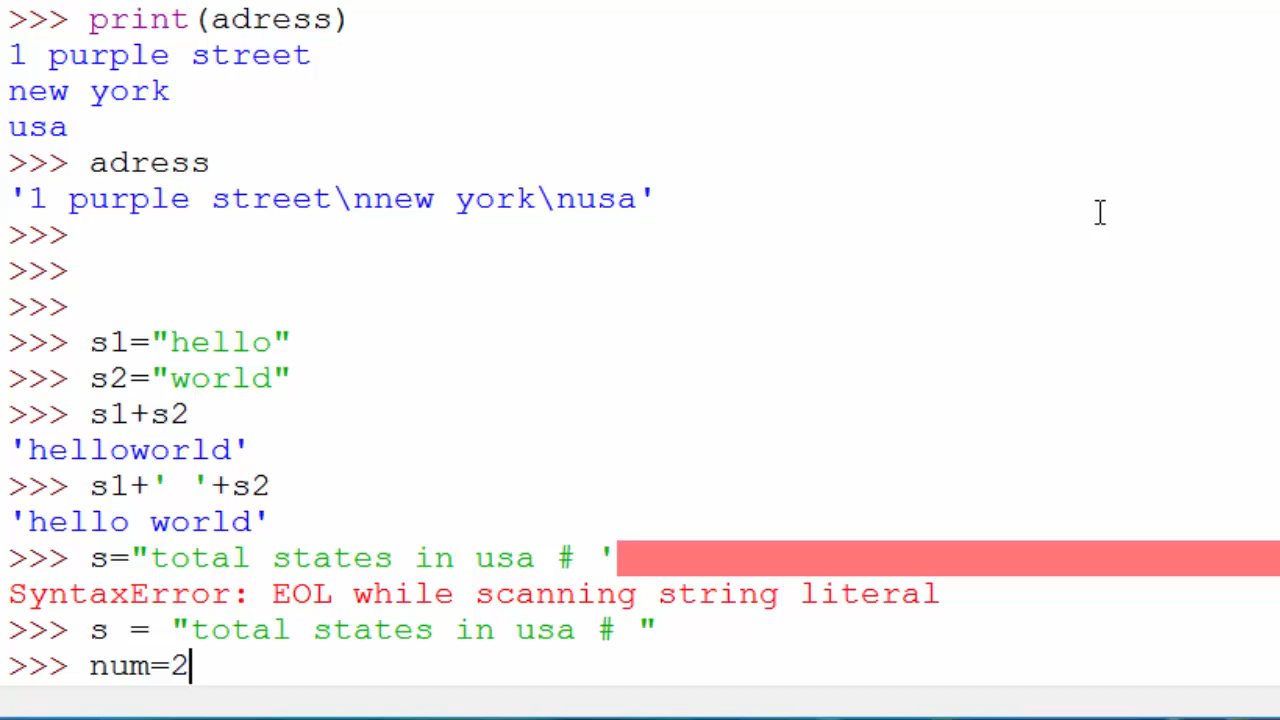 >>> print(adress)
1 purple street
new york
usa
>>> adress
'1 purple street\nnew york\nusa'
>>>
>>>
>>>
>>> s1="hello"
>>> s2="world"
>>> s1+s2
'helloworld'
>>> s1+' '+s2
'hello world'
>>> s="total states in usa # '
SyntaxError: EOL while scanning string literal
>>> s = "total states in usa # "
>>> num=2